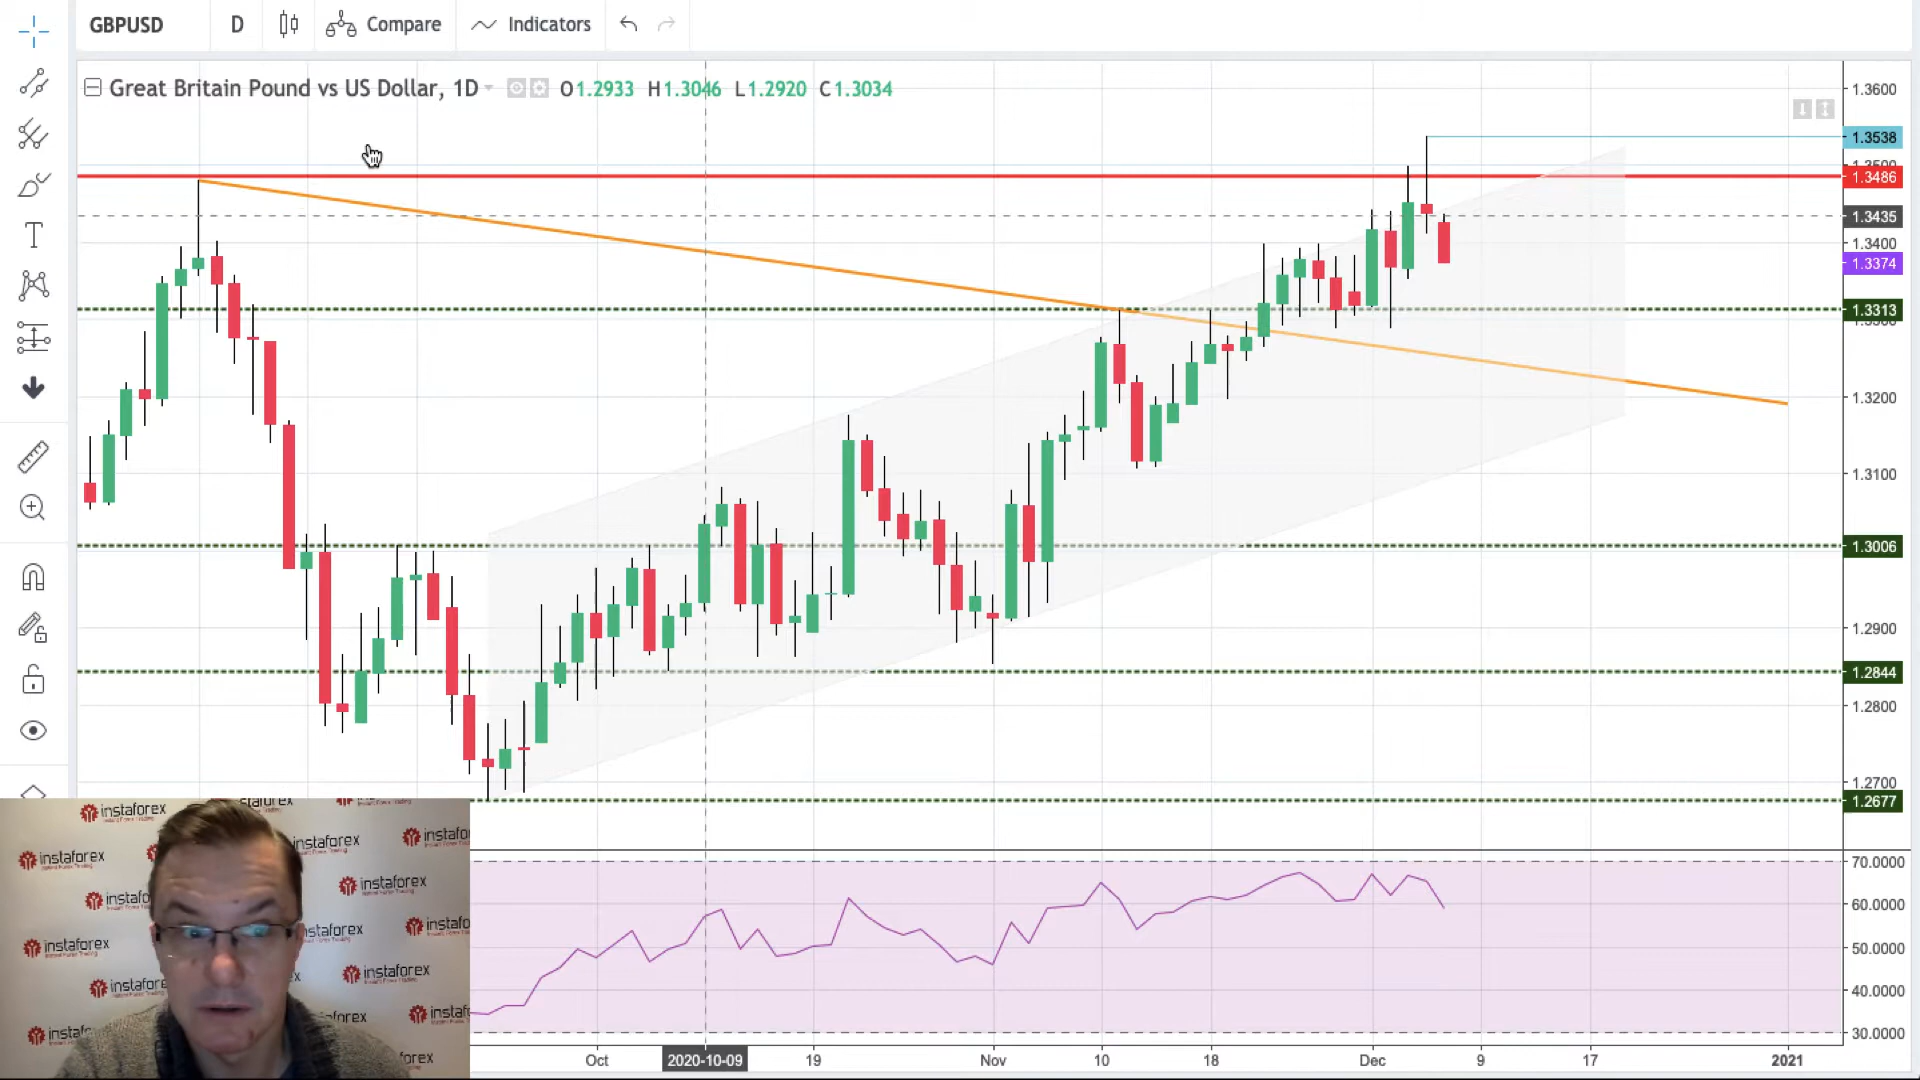 GBPUSD D Compare Indicators
Great Britain Pound vs US Dollar, 1D O1.2933 H1.3046 L1.2920 C1.3034
1.3600
1.3538
1.3486
1.3435
1.3400
1.3374
1.3313
1.3200
1.3100
1.3006
1.2900
1.2844
1.2800
1.2700
1.2677
70.0000
60.0000
50.0000
40.0000
30.0000
T
instaforex
instaforex
instaforex
instaforex
instaforex
instaforex
Oct 2020-10-09 19 Nov 10 18 Dec 9 17 2021